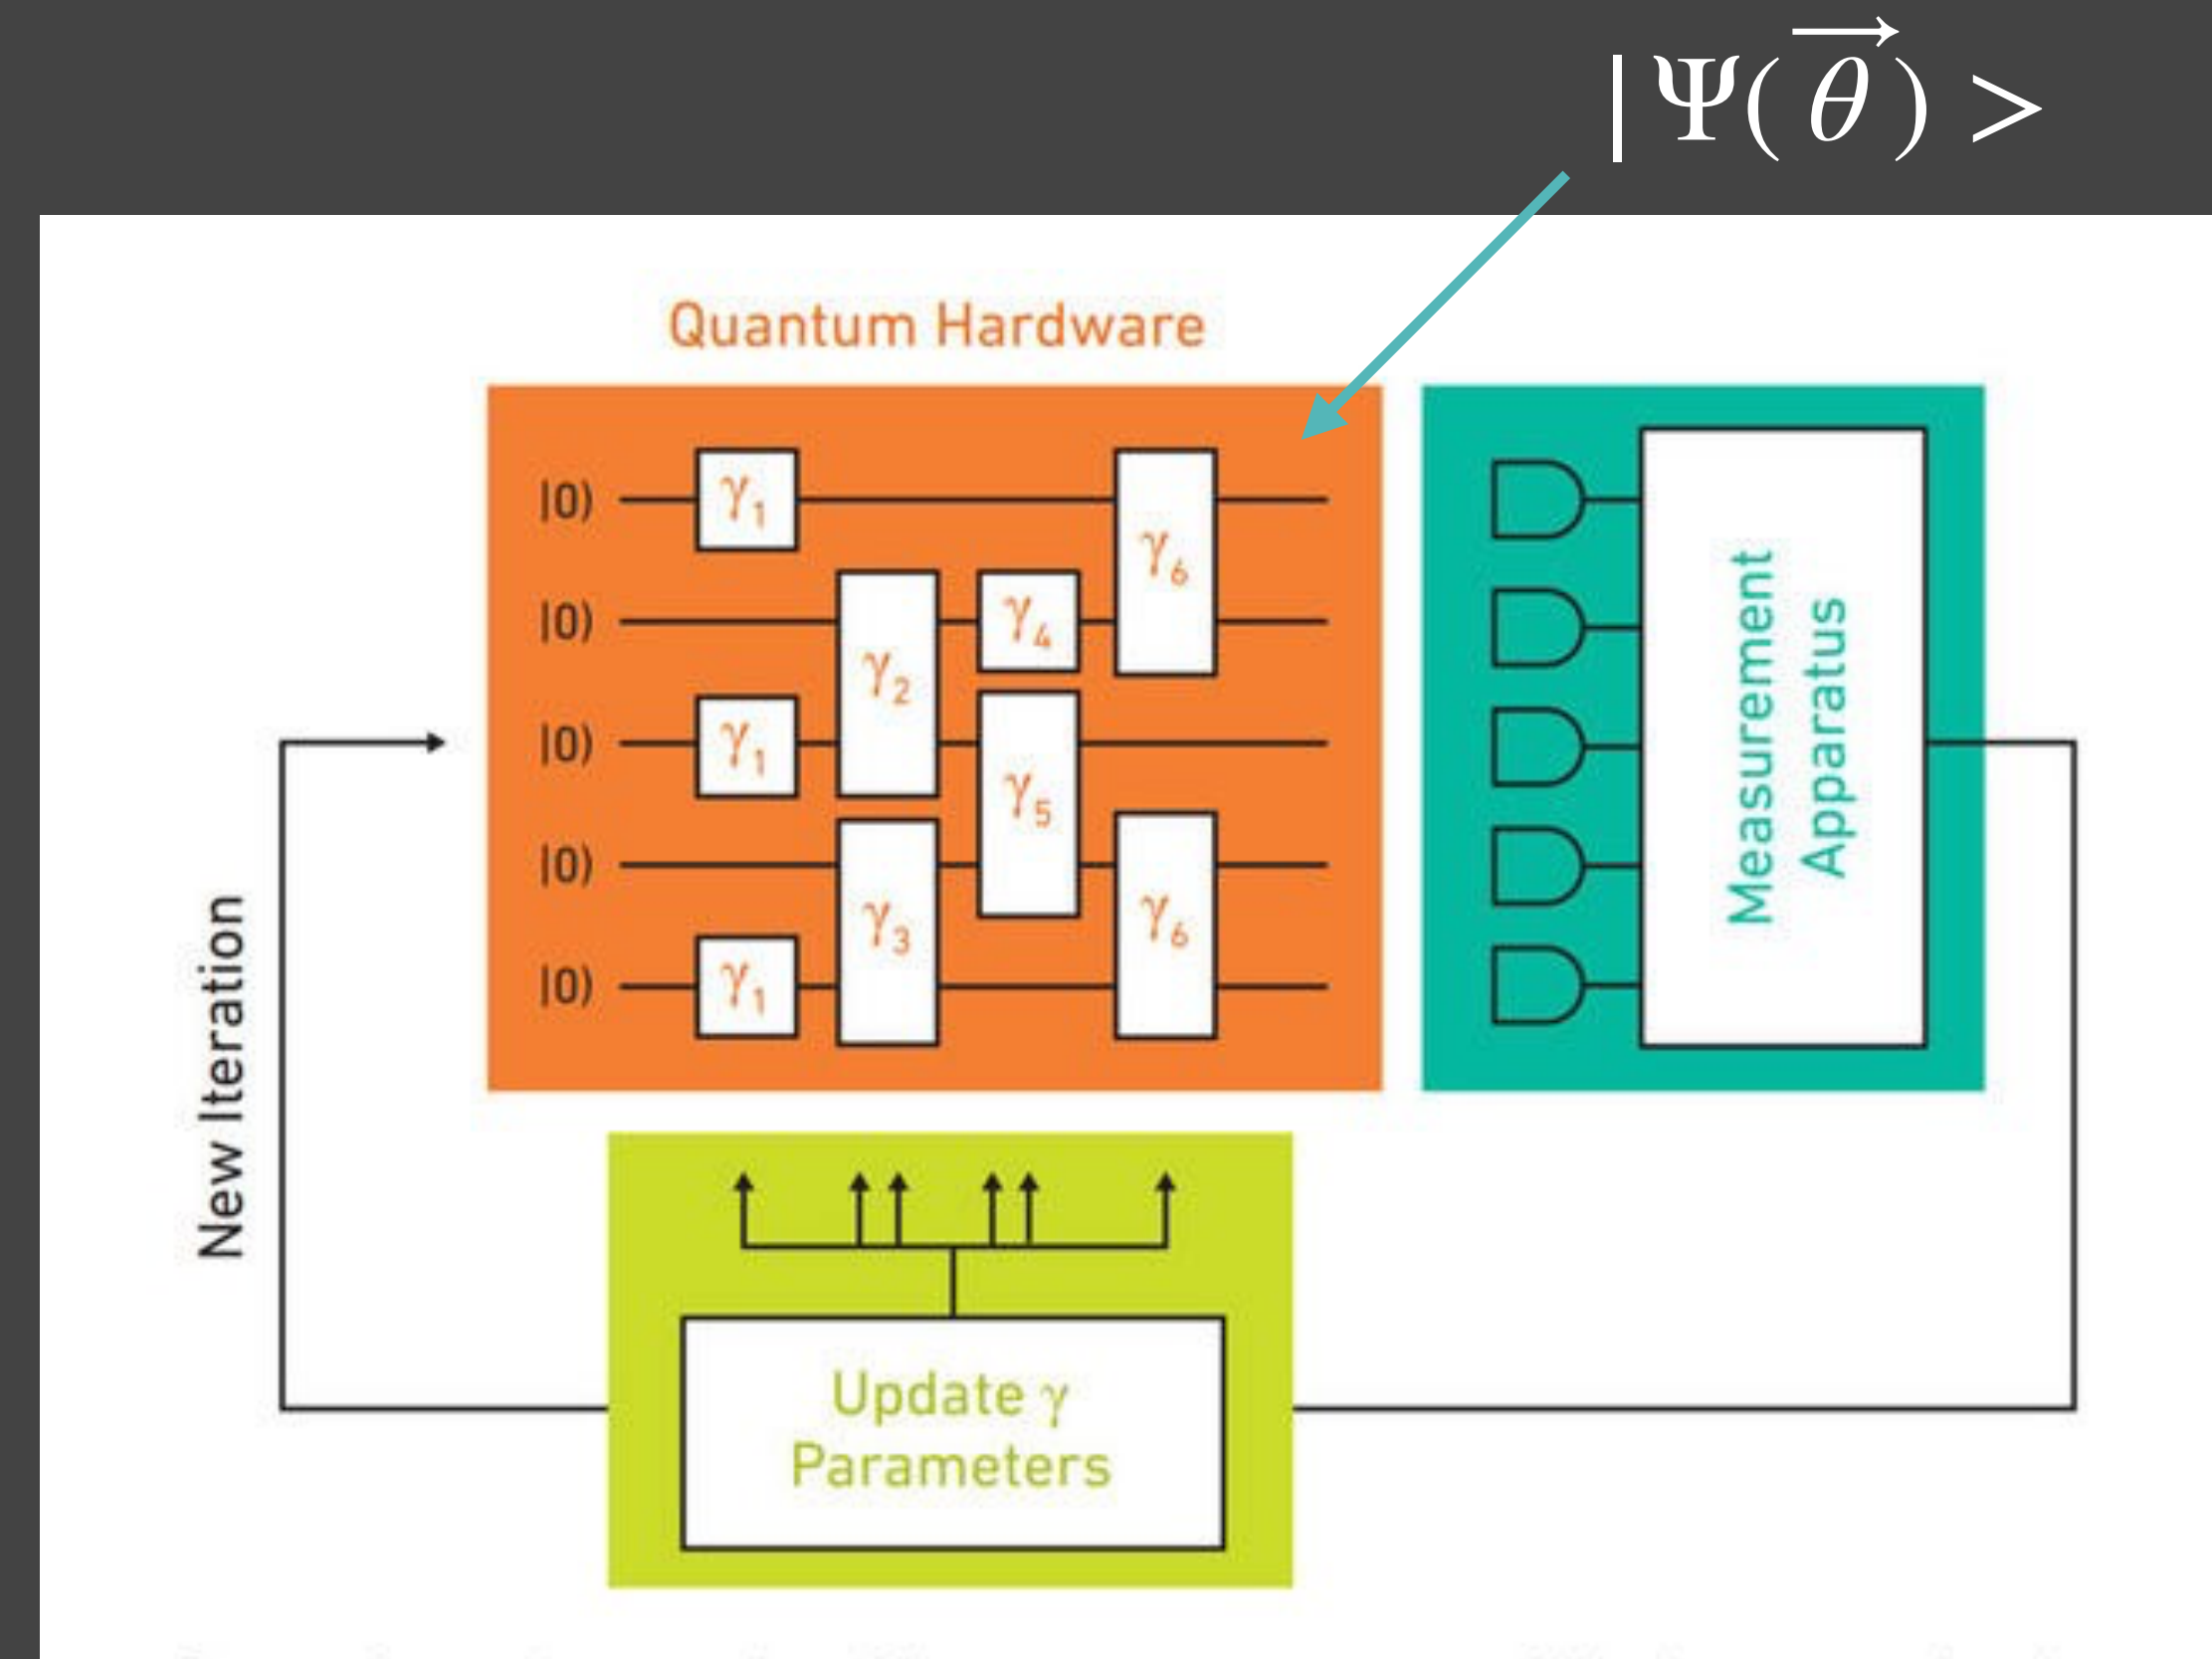 | Ψ(θ⃗) >
Quantum Hardware
|0⟩ γ1 γ6
|0⟩ γ2 γ4
|0⟩ γ1 γ5
|0⟩ γ3 γ6
|0⟩ γ1
Measurement
Apparatus
New Iteration
Update γ
Parameters